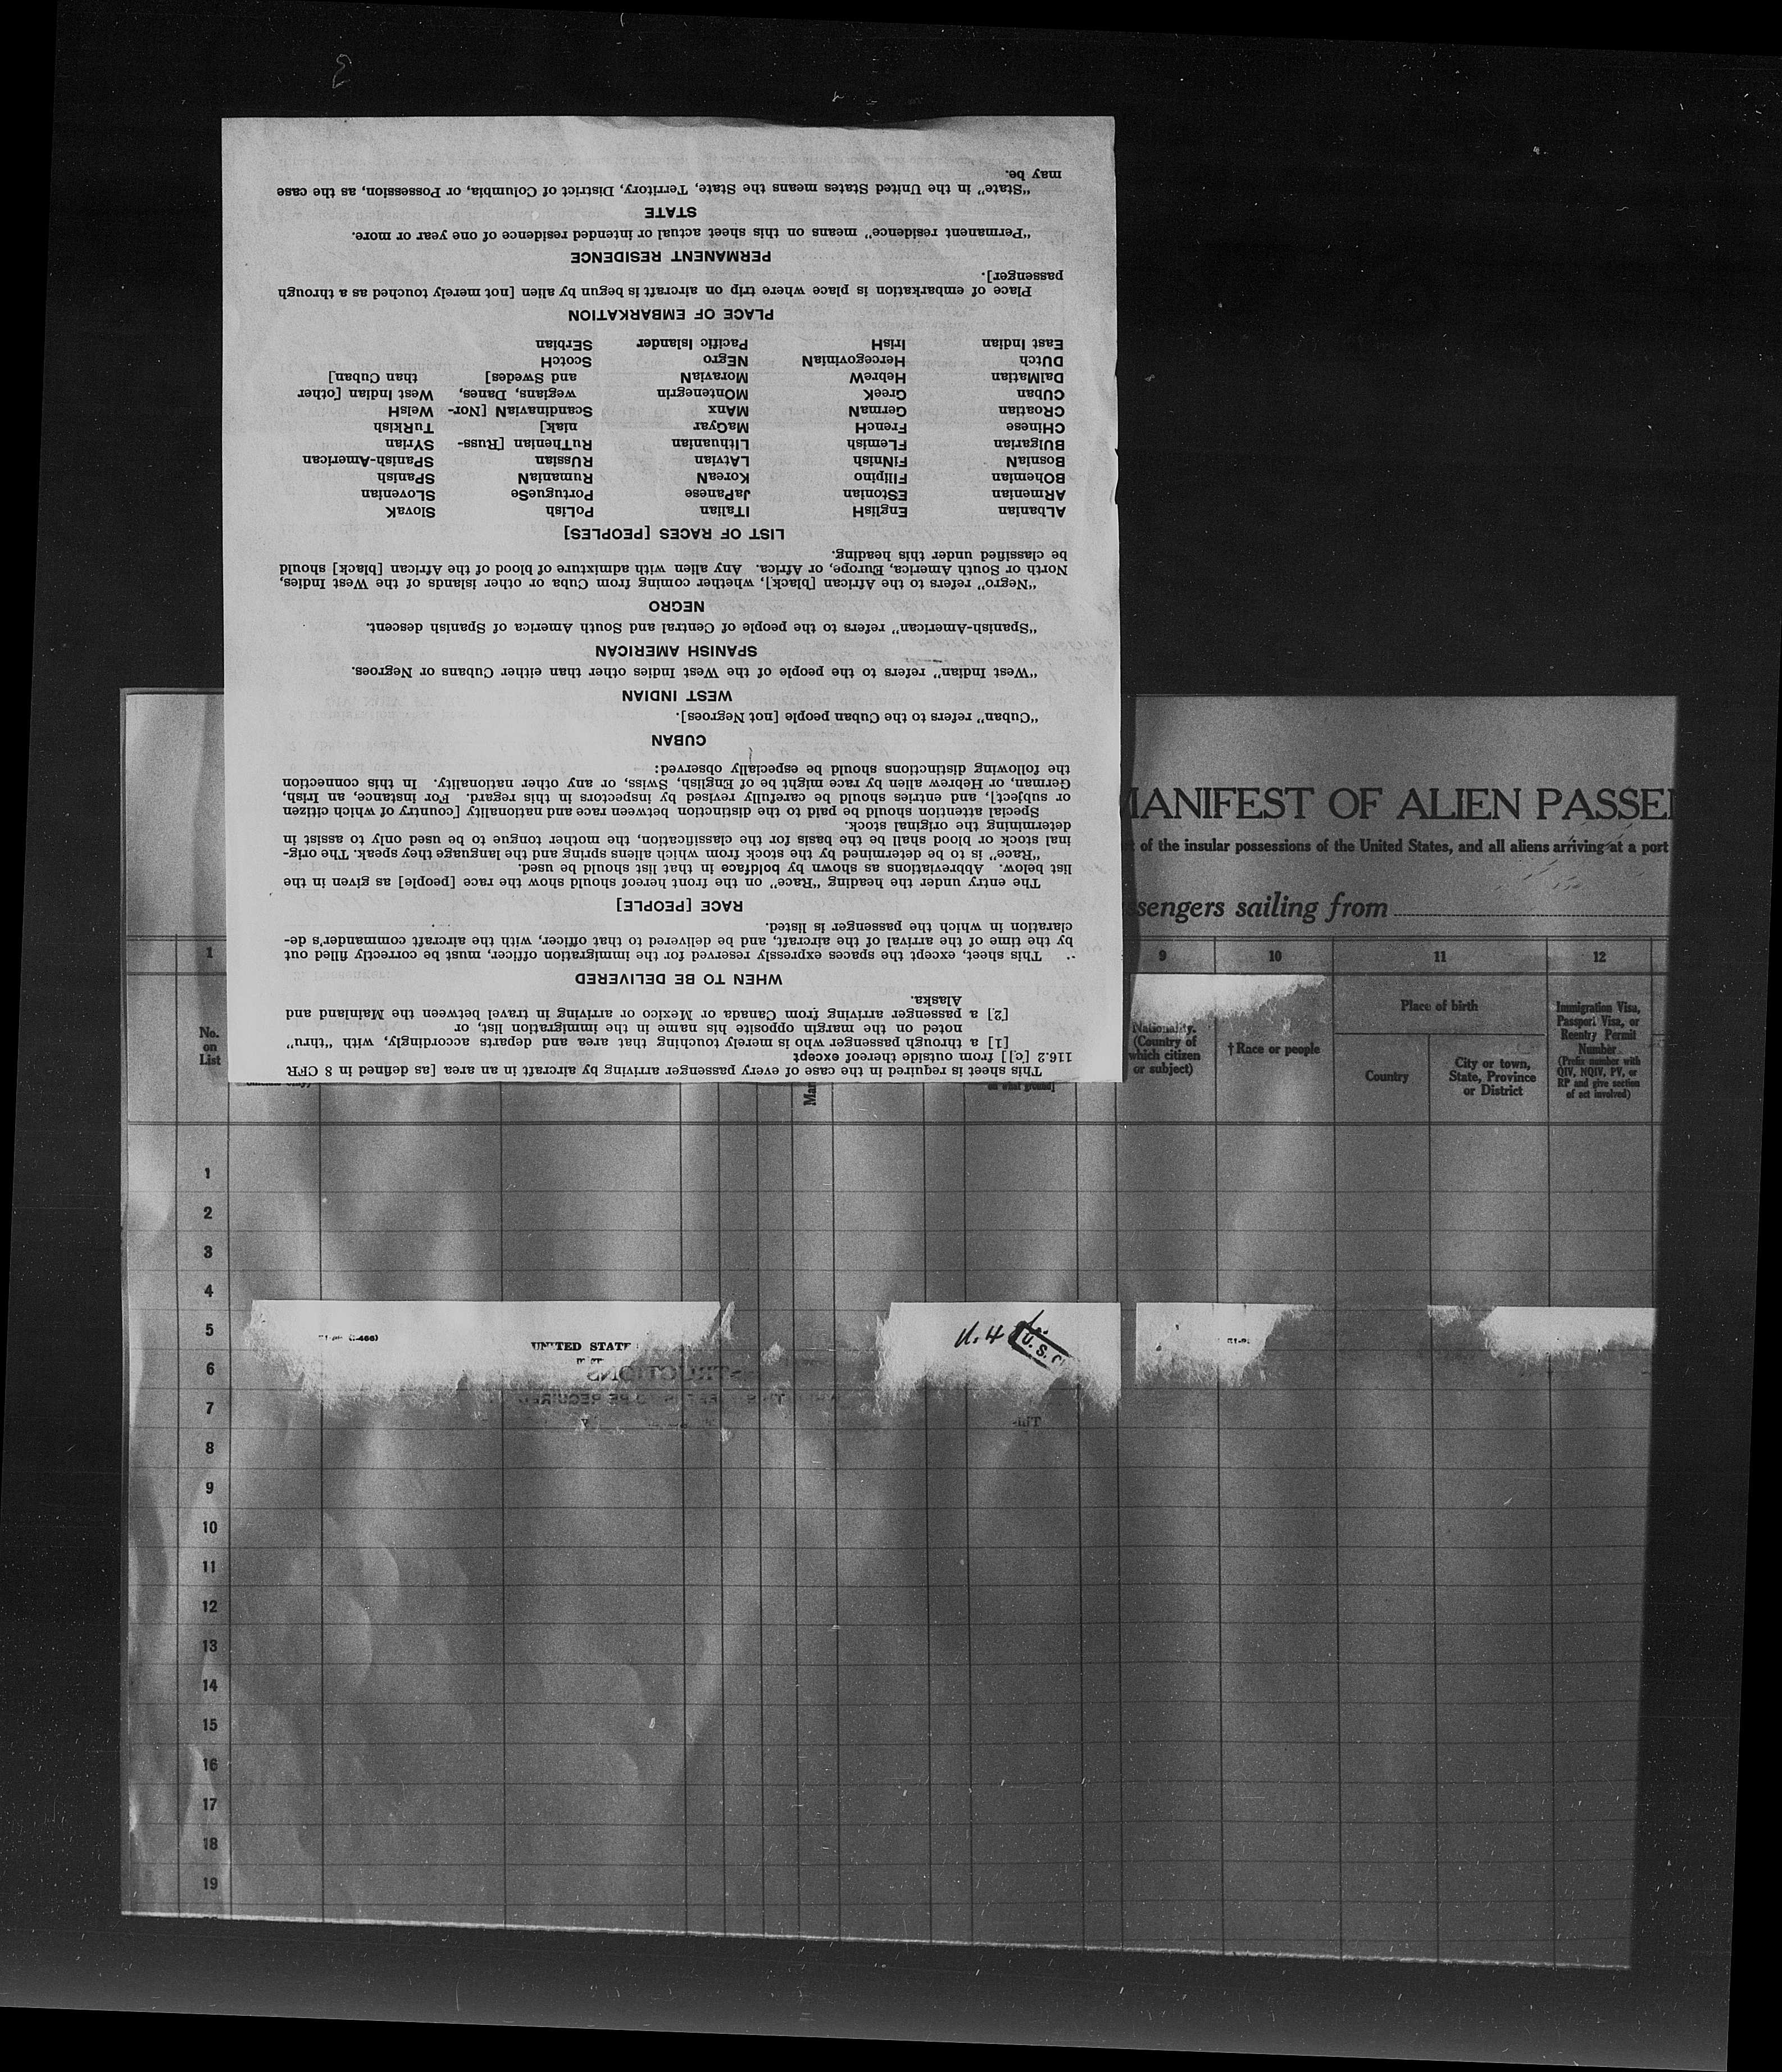 This sheet is required in the case of every passenger arriving by aircraft in an area [as defined in 8 CFR
116.2 [c]] from outside thereof except
[1] a through passenger who is merely touching that area and departs accordingly, with "thru"
noted on the margin opposite his name in the immigration list, or
[2] a passenger arriving from Canada or Mexico or arriving in travel between the Mainland and
Alaska.
WHEN TO BE DELIVERED
This sheet, except the spaces expressly reserved for the immigration officer, must be correctly filled out
by the time of the arrival of the aircraft, and be delivered to that officer, with the aircraft commander's de-
claration in which the passenger is listed.
RACE [PEOPLE]
The entry under the heading "Race" on the front hereof should show the race [people] as given in the
list below. Abbreviations as shown by boldface in that list should be used.
"Race" is to be determined by the stock from which aliens spring and the language they speak. The orig-
inal stock or blood shall be the basis for the classification, the mother tongue to be used only to assist in
determining the original stock.
Special attention should be paid to the distinction between race and nationality [country of which citizen
or subject], and entries should be carefully revised by inspectors in this regard. For instance, an Irish,
German, or Hebrew alien by race might be of English, Swiss, or any other nationality. In this connection
the following distinctions should be especially observed:
CUBAN
"Cuban" refers to the Cuban people [not Negroes].
WEST INDIAN
"West Indian" refers to the people of the West Indies other than either Cubans or Negroes.
SPANISH AMERICAN
"Spanish-American" refers to the people of Central and South America of Spanish descent.
NEGRO
"Negro" refers to the African [black], whether coming from Cuba or other islands of the West Indies,
North or South America, Europe, or Africa. Any alien with admixture of blood of the African [black] should
be classified under this heading.
LIST OF RACES [PEOPLES]
ALbanian EnglisH ITalian PoLish SlovaK
ARmenian EStonian JaPanese PortugueSe SLOvenian
BOhemian FIlipino KoreaN RumaniaN SPanish
BosniaN FiNnish LAtvian RUssian SPanish-American
BUlgarian FLemish LIthuanian RuThenian [Russ- SYrian
CHinese FrencH MaGyar niak] TuRkish
CRoatian GermaN MAnx ScandinaviaN [Nor- WelsH
CUban GreeK MOntenegrin wegians, Danes, West Indian [other
DalMatian HebreW MoraviaN and Swedes] than Cuban]
DUtch HercegoviniaN NEgro ScotcH
East Indian IrisH Pacific Islander SErbian
PLACE OF EMBARKATION
Place of embarkation is place where trip on aircraft is begun by alien [not merely touched as a through
passenger].
PERMANENT RESIDENCE
"Permanent residence" means on this sheet actual or intended residence of one year or more.
STATE
"State" in the United States means the State, Territory, District of Columbia, or Possession, as the case
may be.
MANIFEST OF ALIEN PASSEN
of the insular possessions of the United States, and all aliens arriving at a port
ssengers sailing from
1 9 10 11 12
No.
on
List
Nationality.
(Country of
which citizen
or subject)
†Race or people
Place of birth
Country
City or town,
State, Province
or District
Immigration Visa,
Passport Visa, or
Reentry Permit
Number
(Prefix number with
QIV, NQIV, PV, or
RP and give section
of act involved)
on what ground]
1
2
3
4
5
UNITED STATE
U. S. C
6
7
8
9
10
11
12
13
14
15
16
17
18
19